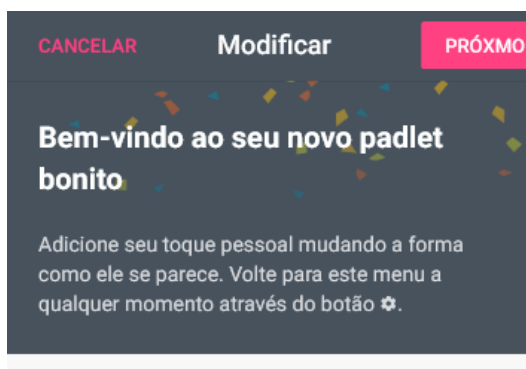 CANCELAR Modificar PRÓXMO
Bem-vindo ao seu novo padlet
bonito
Adicione seu toque pessoal mudando a forma
como ele se parece. Volte para este menu a
qualquer momento através do botão ⚙.